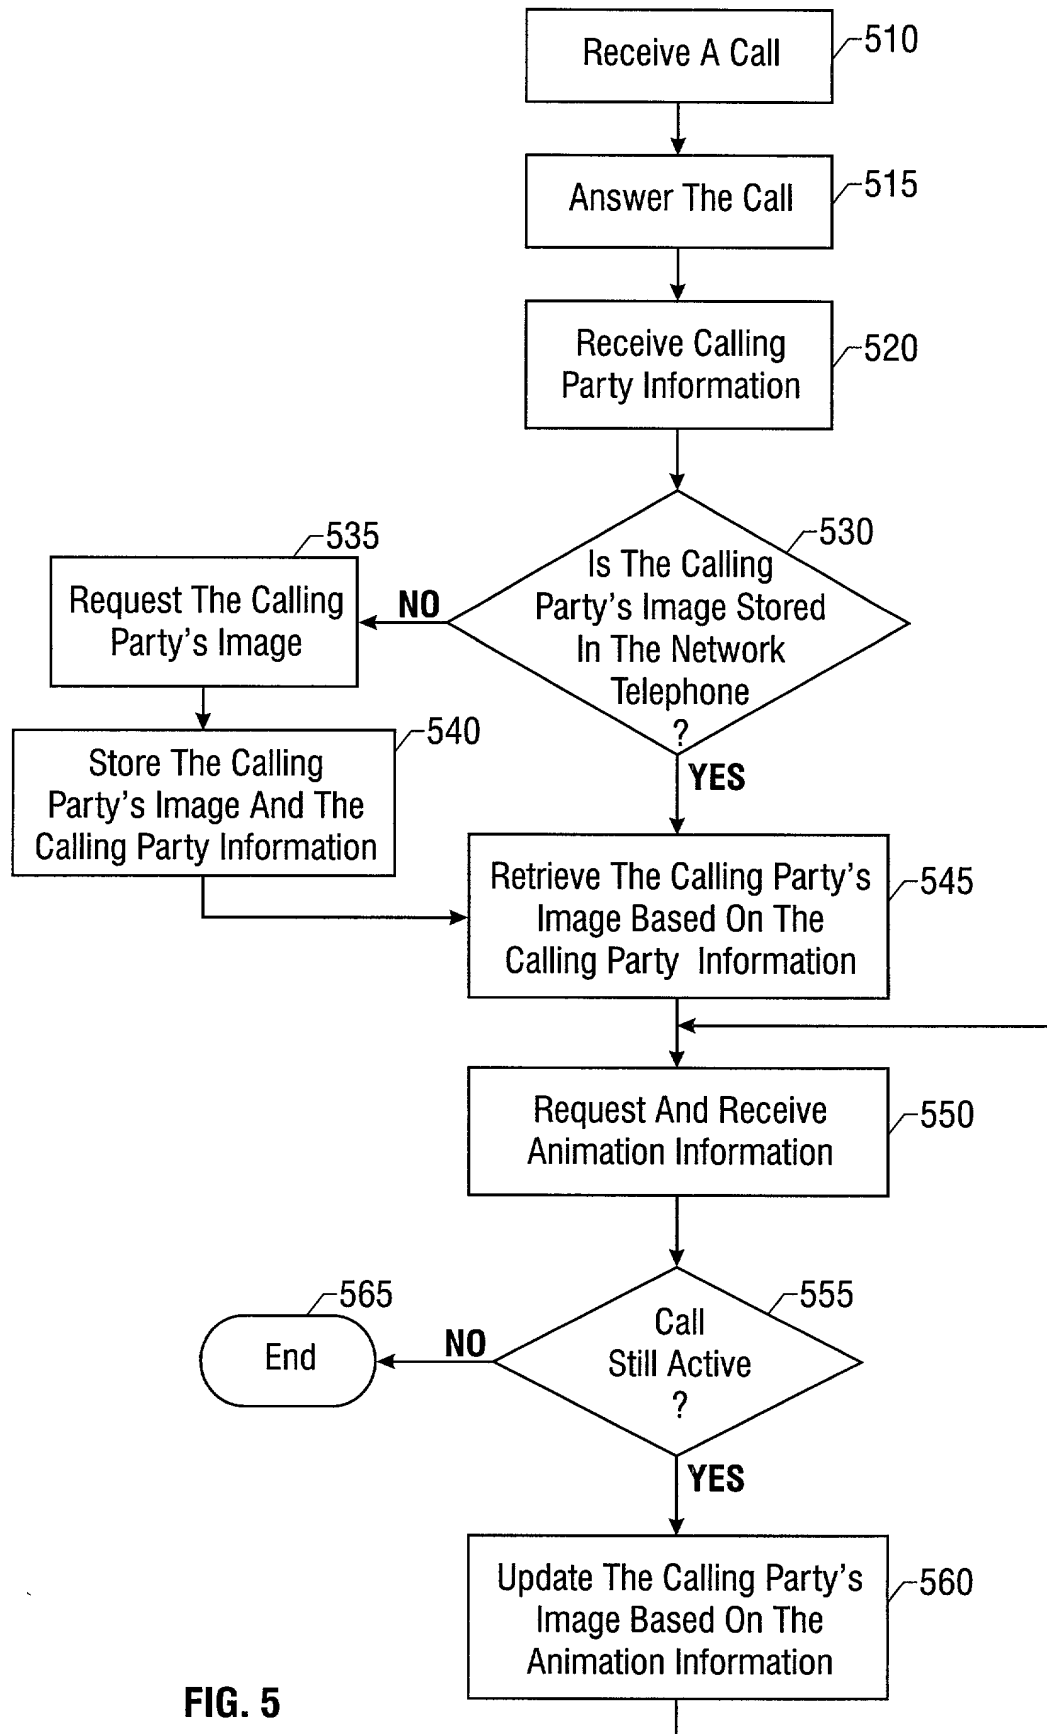 Receive A Call
510
Answer The Call
515
Receive Calling
Party Information
520
Is The Calling
Party's Image Stored
In The Network
Telephone
?
530
NO
535
Request The Calling
Party's Image
540
Store The Calling
Party's Image And The
Calling Party Information
YES
Retrieve The Calling Party's
Image Based On The
Calling Party Information
545
Request And Receive
Animation Information
550
Call
Still Active
?
555
NO
565
End
YES
Update The Calling Party's
Image Based On The
Animation Information
560
FIG. 5